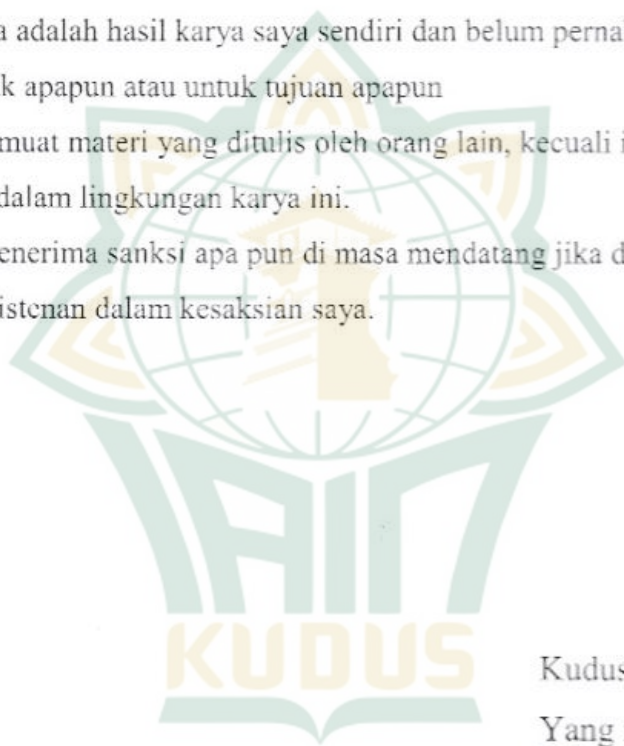 a adalah hasil karya saya sendiri dan belum pernah
k apapun atau untuk tujuan apapun
muat materi yang ditulis oleh orang lain, kecuali i
dalam lingkungan karya ini.
enerima sanksi apa pun di masa mendatang jika d
istenan dalam kesaksian saya.
IAIN
KUDUS
Kudus
Yang